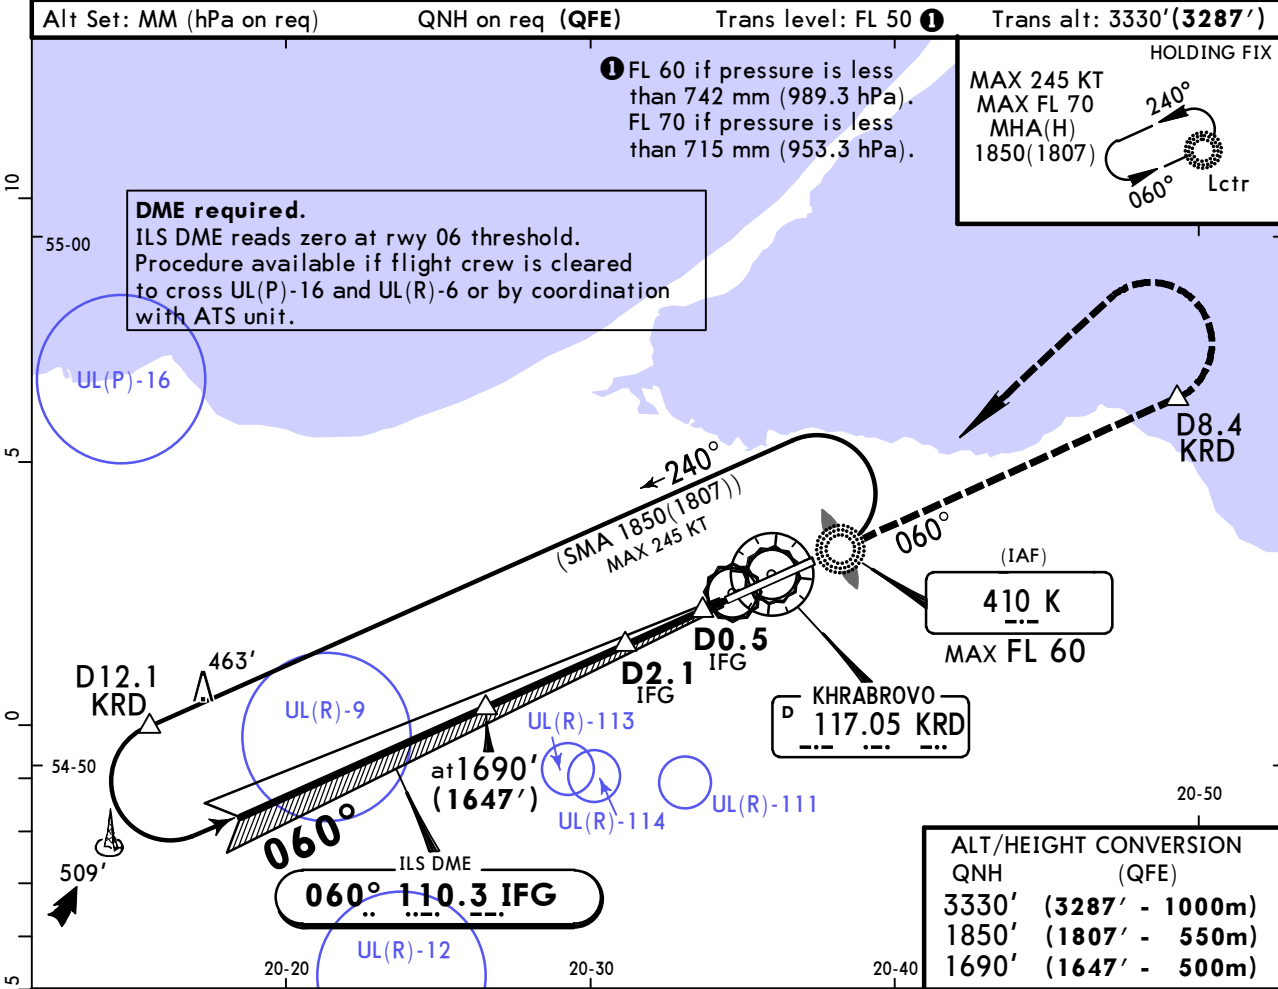 Alt Set: MM (hPa on req) QNH on req (QFE) Trans level: FL 50 ❶ Trans alt: 3330'(3287')
❶ FL 60 if pressure is less
than 742 mm (989.3 hPa).
FL 70 if pressure is less
than 715 mm (953.3 hPa).
HOLDING FIX
MAX 245 KT
MAX FL 70
MHA(H)
1850(1807)
240°
060°
Lctr
10
55-00
DME required.
ILS DME reads zero at rwy 06 threshold.
Procedure available if flight crew is cleared
to cross UL(P)-16 and UL(R)-6 or by coordination
with ATS unit.
UL(P)-16
5
D8.4
KRD
240°
(SMA 1850(1807))
MAX 245 KT
060°
(IAF)
410 K
MAX FL 60
D0.5
IFG
D2.1
IFG
463'
D12.1
KRD
UL(R)-9
KHRABROVO
D 117.05 KRD
0
54-50
UL(R)-113
at 1690'
(1647')
UL(R)-114
UL(R)-111
20-50
060°
509'
ILS DME
060° 110.3 IFG
UL(R)-12
ALT/HEIGHT CONVERSION
QNH (QFE)
3330' (3287' - 1000m)
1850' (1807' - 550m)
1690' (1647' - 500m)
5
20-20
20-30
20-40